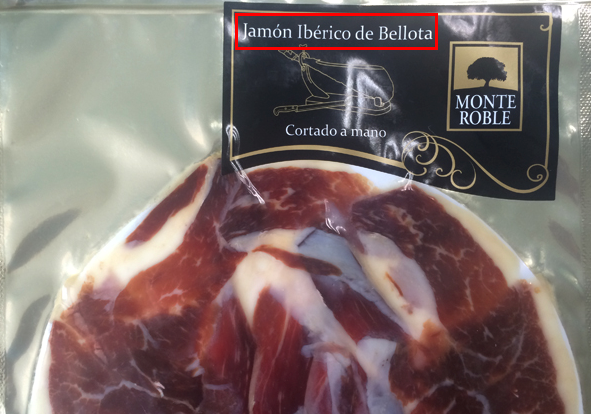 Jamón Ibérico de Bellota
Cortado a mano
MONTE
ROBLE